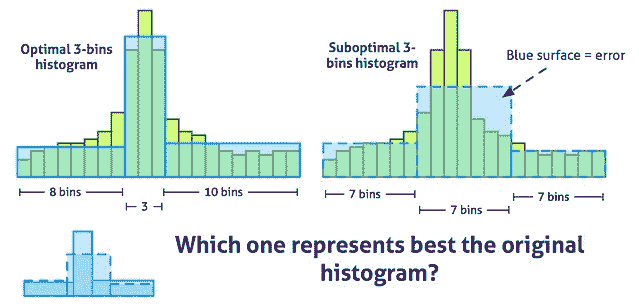 Optimal 3-bins
histogram
Suboptimal 3-
bins histogram
Blue surface = error
8 bins
3
10 bins
7 bins
7 bins
7 bins
Which one represents best the original
histogram?